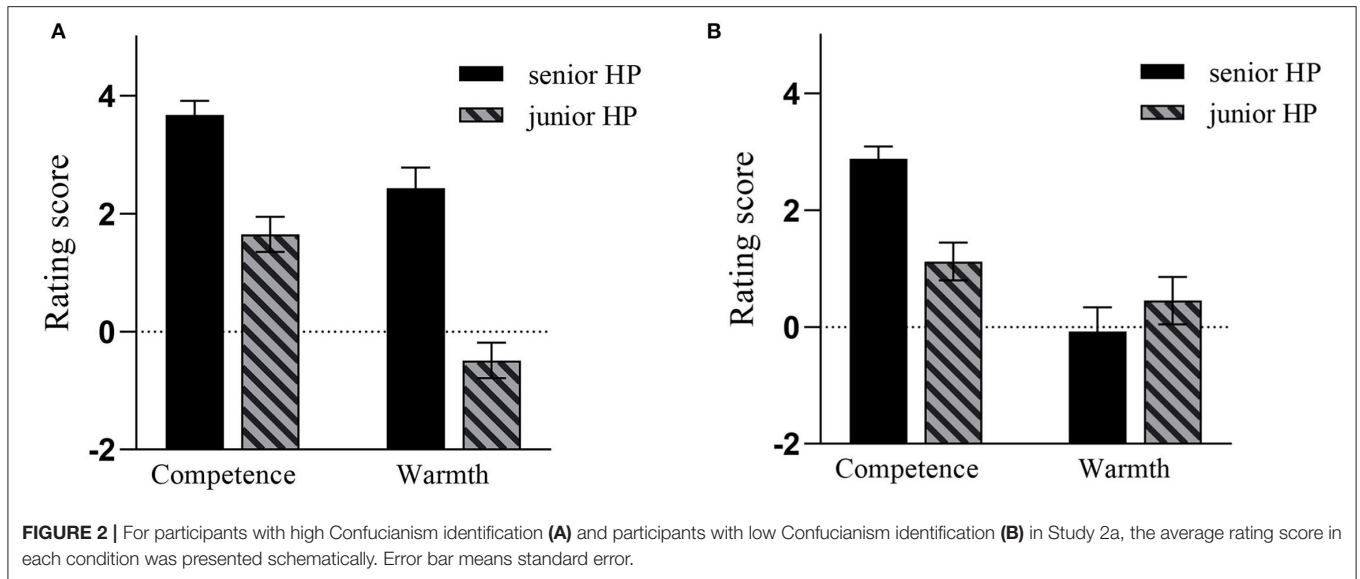 A
senior HP
junior HP
Rating score
4
2
0
-2
Competence Warmth
B
senior HP
junior HP
Rating score
4
2
0
-2
Competence Warmth
FIGURE 2 | For participants with high Confucianism identification (A) and participants with low Confucianism identification (B) in Study 2a, the average rating score in
each condition was presented schematically. Error bar means standard error.